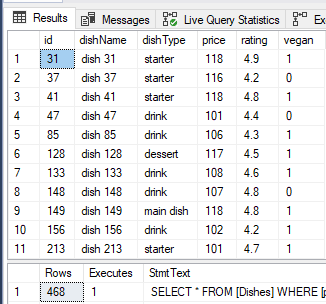 Results Messages Live Query Statistics
id dishName dishType price rating vegan
1 31 dish 31 starter 118 4.9 1
2 37 dish 37 starter 116 4.2 0
3 41 dish 41 starter 118 4.8 1
4 47 dish 47 drink 101 4.4 0
5 85 dish 85 drink 106 4.3 1
6 128 dish 128 dessert 117 4.5 1
7 133 dish 133 drink 108 4.6 1
8 148 dish 148 drink 107 4.8 0
9 149 dish 149 main dish 118 4.8 1
10 156 dish 156 drink 102 4.2 1
11 213 dish 213 starter 101 4.7 1
Rows Executes StmtText
1 468 1 SELECT * FROM [Dishes] WHERE